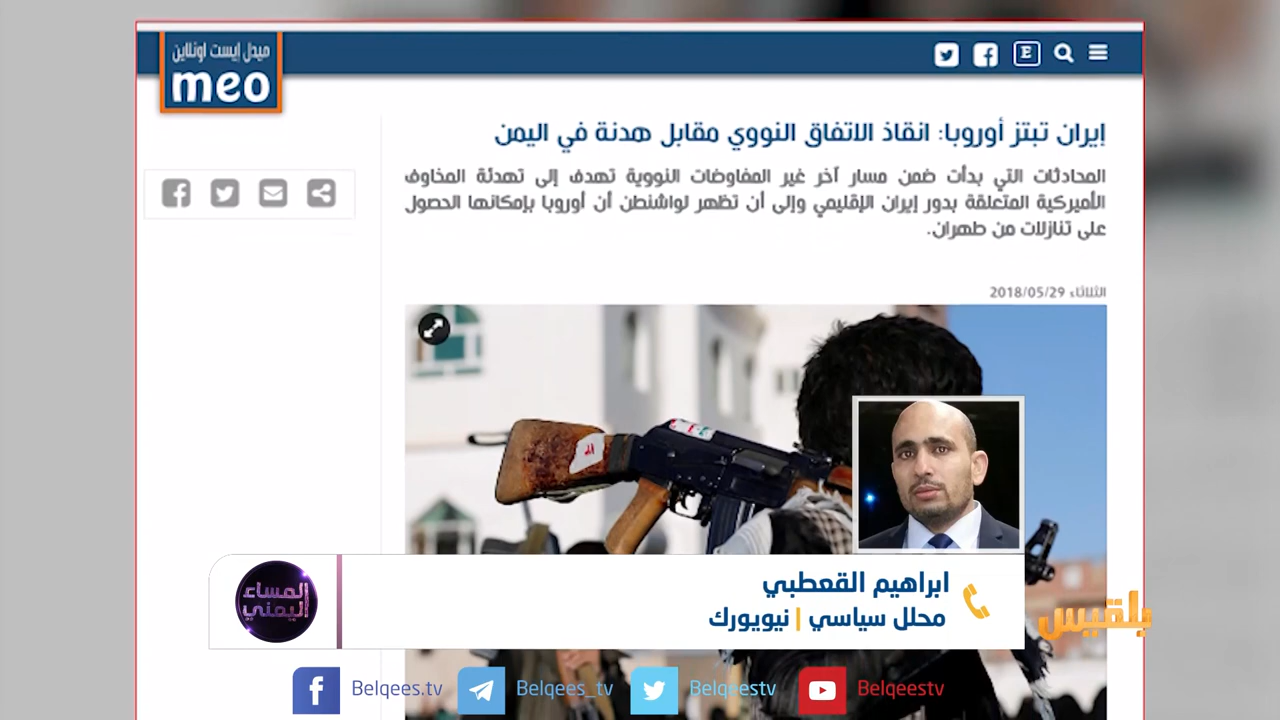 ميدل إيست اونلاين
meo
E
إيران تبتز أوروبا: انقاذ الاتفاق النووي مقابل هدنة في اليمن
المحادثات التي بدأت ضمن مسار آخر غير المفاوضات النووية تهدف إلى تهدئة المخاوف
الأميركية المتعلقة بدور إيران الإقليمي وإلى أن تظهر لواشنطن أن أوروبا بإمكانها الحصول
على تنازلات من طهران.
الثلاثاء 2018/05/29
ابراهيم القعطبي
محلل سياسي | نيويورك
المساء
اليمني
بلقيس
Belqees.tv
Belqees_tv
Belqeestv
Belqeestv